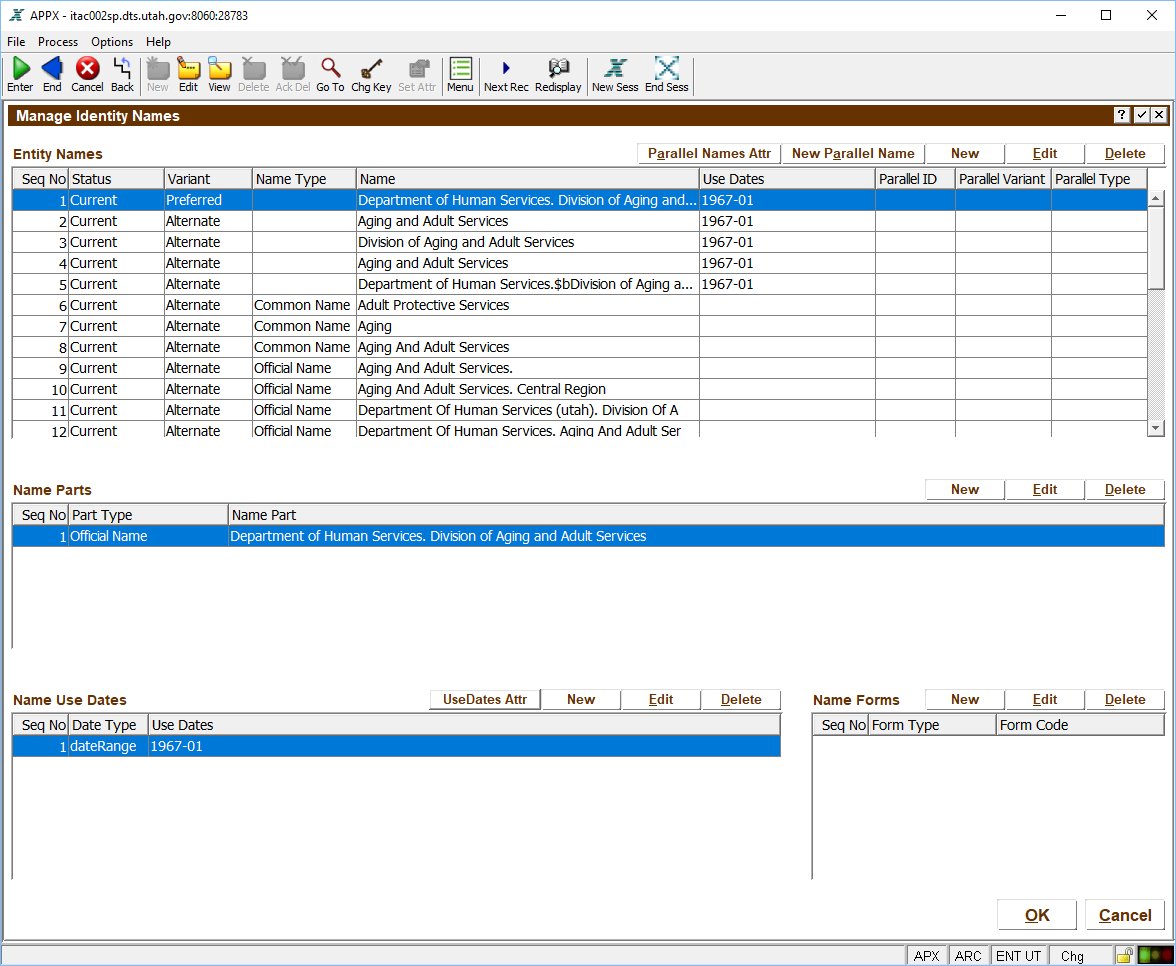 APPX - itac002sp.dts.utah.gov:8060:28783
File Process Options Help
Enter End Cancel Back New Edit View Delete Ack Del Go To Chg Key Set Attr Menu Next Rec Redisplay New Sess End Sess
Manage Identity Names ?
Entity Names Parallel Names Attr New Parallel Name New Edit Delete
Seq No Status Variant Name Type Name Use Dates Parallel ID Parallel Variant Parallel Type
1 Current Preferred Department of Human Services. Division of Aging and... 1967-01
2 Current Alternate Aging and Adult Services 1967-01
3 Current Alternate Division of Aging and Adult Services 1967-01
4 Current Alternate Aging and Adult Services 1967-01
5 Current Alternate Department of Human Services.$bDivision of Aging a... 1967-01
6 Current Alternate Common Name Adult Protective Services
7 Current Alternate Common Name Aging
8 Current Alternate Common Name Aging And Adult Services
9 Current Alternate Official Name Aging And Adult Services.
10 Current Alternate Official Name Aging And Adult Services. Central Region
11 Current Alternate Official Name Department Of Human Services (utah). Division Of A
12 Current Alternate Official Name Department Of Human Services. Aging And Adult Ser
Name Parts New Edit Delete
Seq No Part Type Name Part
1 Official Name Department of Human Services. Division of Aging and Adult Services
Name Use Dates UseDates Attr New Edit Delete Name Forms New Edit Delete
Seq No Date Type Use Dates Seq No Form Type Form Code
1 dateRange 1967-01
OK Cancel
APX ARC ENT UT Chg